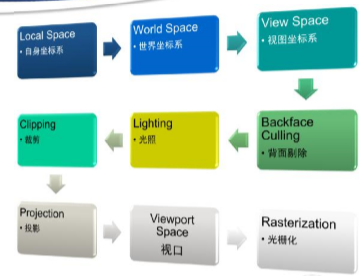 Local Space
• 自身坐标系
World Space
• 世界坐标系
View Space
• 视图坐标系
Backface
Culling
• 背面剔除
Lighting
• 光照
Clipping
• 裁剪
Projection
• 投影
Viewport
Space
视口
Rasterization
• 光栅化